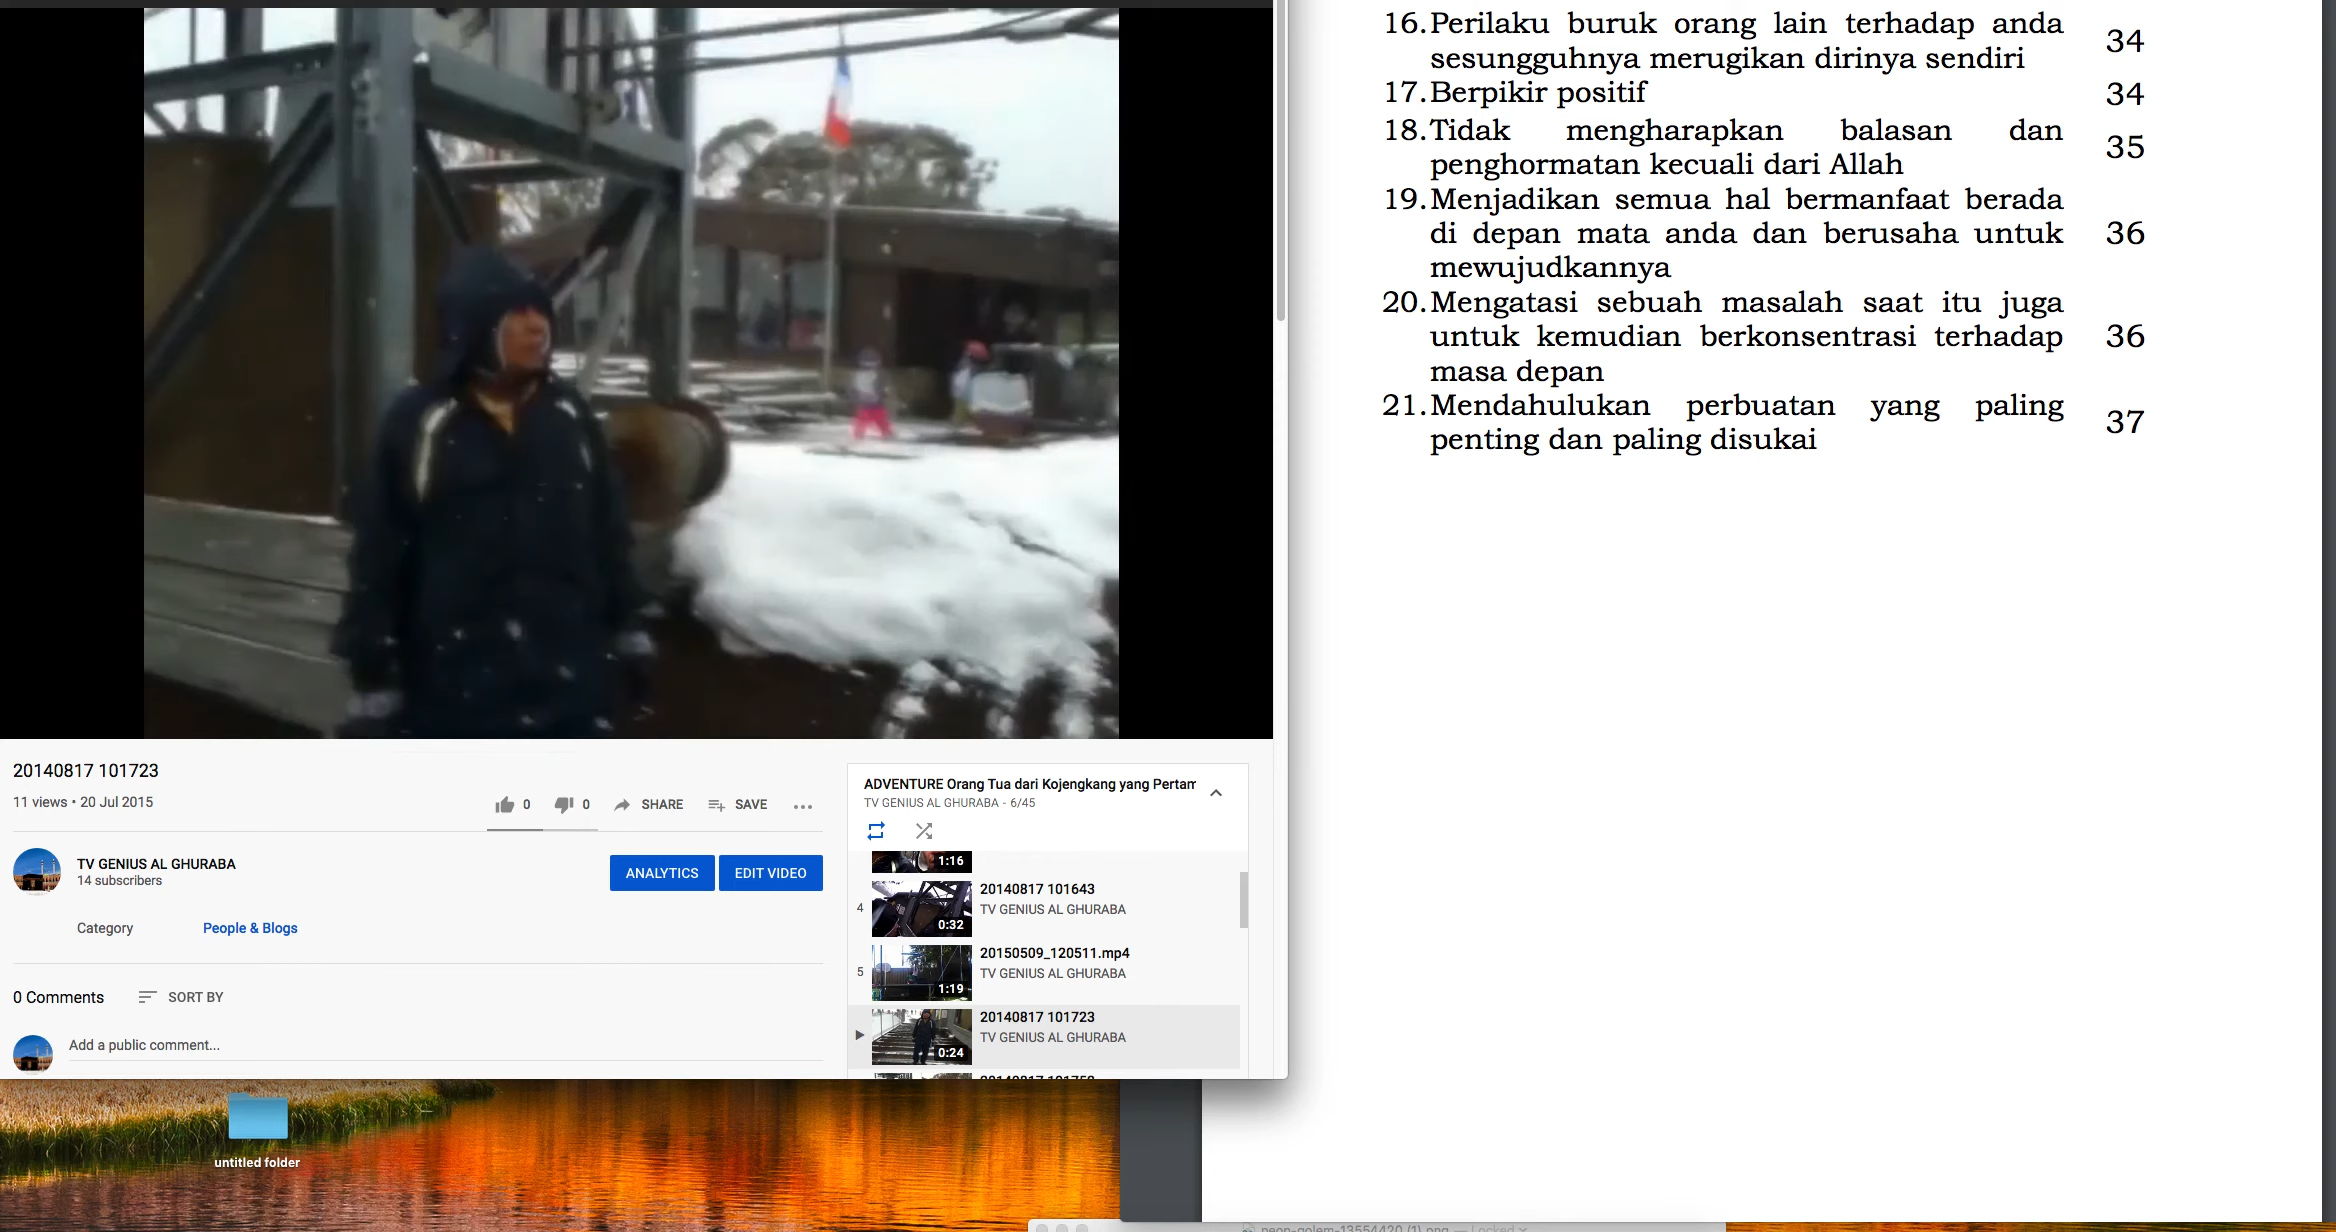 20140817 101723
11 views • 20 Jul 2015
0
0
SHARE
SAVE
TV GENIUS AL GHURABA
14 subscribers
ANALYTICS
EDIT VIDEO
Category
People & Blogs
0 Comments
SORT BY
Add a public comment...
ADVENTURE Orang Tua dari Kojengkang yang Pertam
TV GENIUS AL GHURABA - 6/45
1:16
4
0:32
20140817 101643
TV GENIUS AL GHURABA
5
1:19
20150509_120511.mp4
TV GENIUS AL GHURABA
0:24
20140817 101723
TV GENIUS AL GHURABA
untitled folder
16. Perilaku buruk orang lain terhadap anda
sesungguhnya merugikan dirinya sendiri
34
17. Berpikir positif
34
18. Tidak mengharapkan balasan dan
penghormatan kecuali dari Allah
35
19. Menjadikan semua hal bermanfaat berada
di depan mata anda dan berusaha untuk
mewujudkannya
36
20. Mengatasi sebuah masalah saat itu juga
untuk kemudian berkonsentrasi terhadap
masa depan
36
21. Mendahulukan perbuatan yang paling
penting dan paling disukai
37